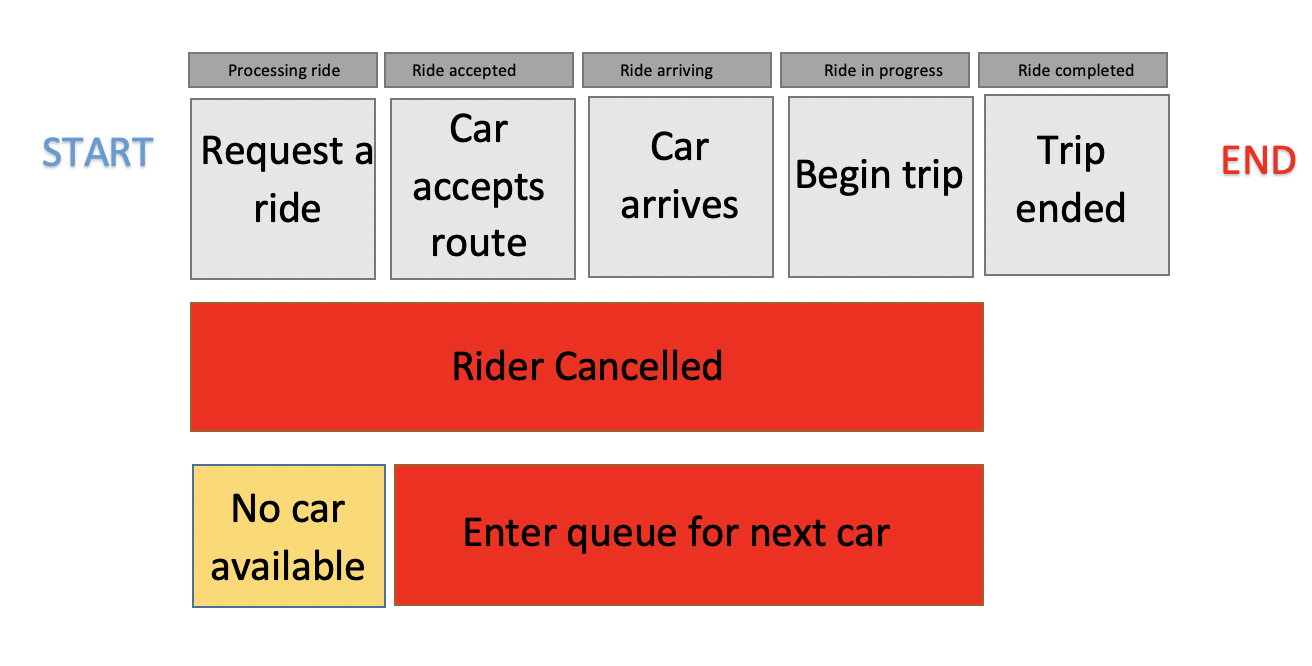 Processing ride
Ride accepted
Ride arriving
Ride in progress
Ride completed
START
Request a
ride
Car
accepts
route
Car
arrives
Begin trip
Trip
ended
END
Rider Cancelled
No car
available
Enter queue for next car